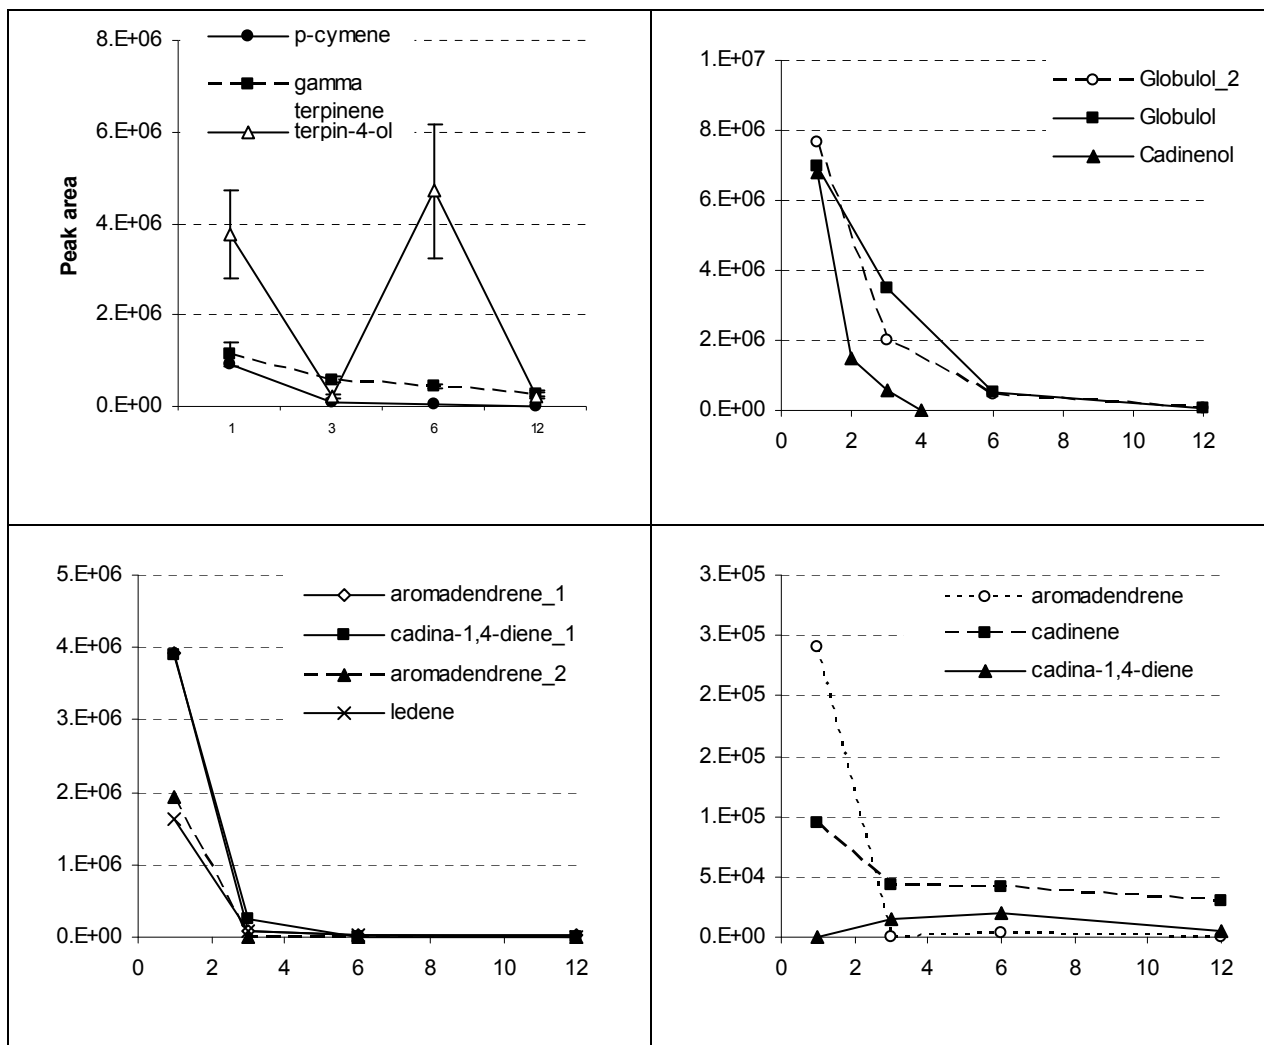 8.E+06
6.E+06
4.E+06
2.E+06
0.E+00
Peak area
p-cymene
gamma
terpinene
terpin-4-ol
1 3 6 12
1.E+07
8.E+06
6.E+06
4.E+06
2.E+06
0.E+00
Globulol_2
Globulol
Cadinenol
0 2 4 6 8 10 12
5.E+06
4.E+06
3.E+06
2.E+06
1.E+06
0.E+00
aromadendrene_1
cadina-1,4-diene_1
aromadendrene_2
ledene
0 2 4 6 8 10 12
3.E+05
3.E+05
2.E+05
2.E+05
1.E+05
5.E+04
0.E+00
aromadendrene
cadinene
cadina-1,4-diene
0 2 4 6 8 10 12